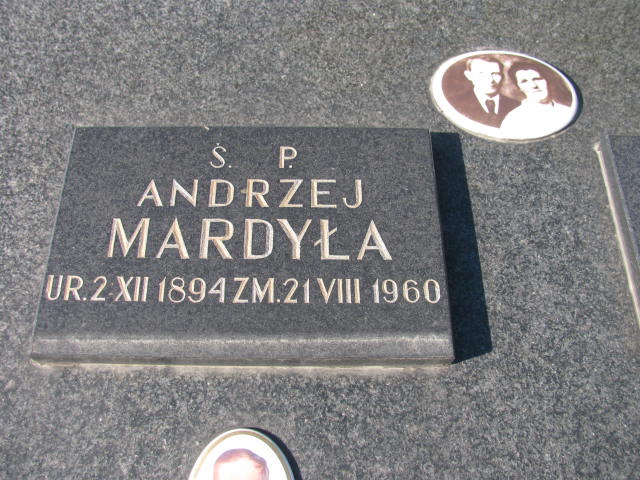 Ś. P.
ANDRZEJ
MARDYŁA
UR. 2·XII 1894 ZM. 21 VIII 1960